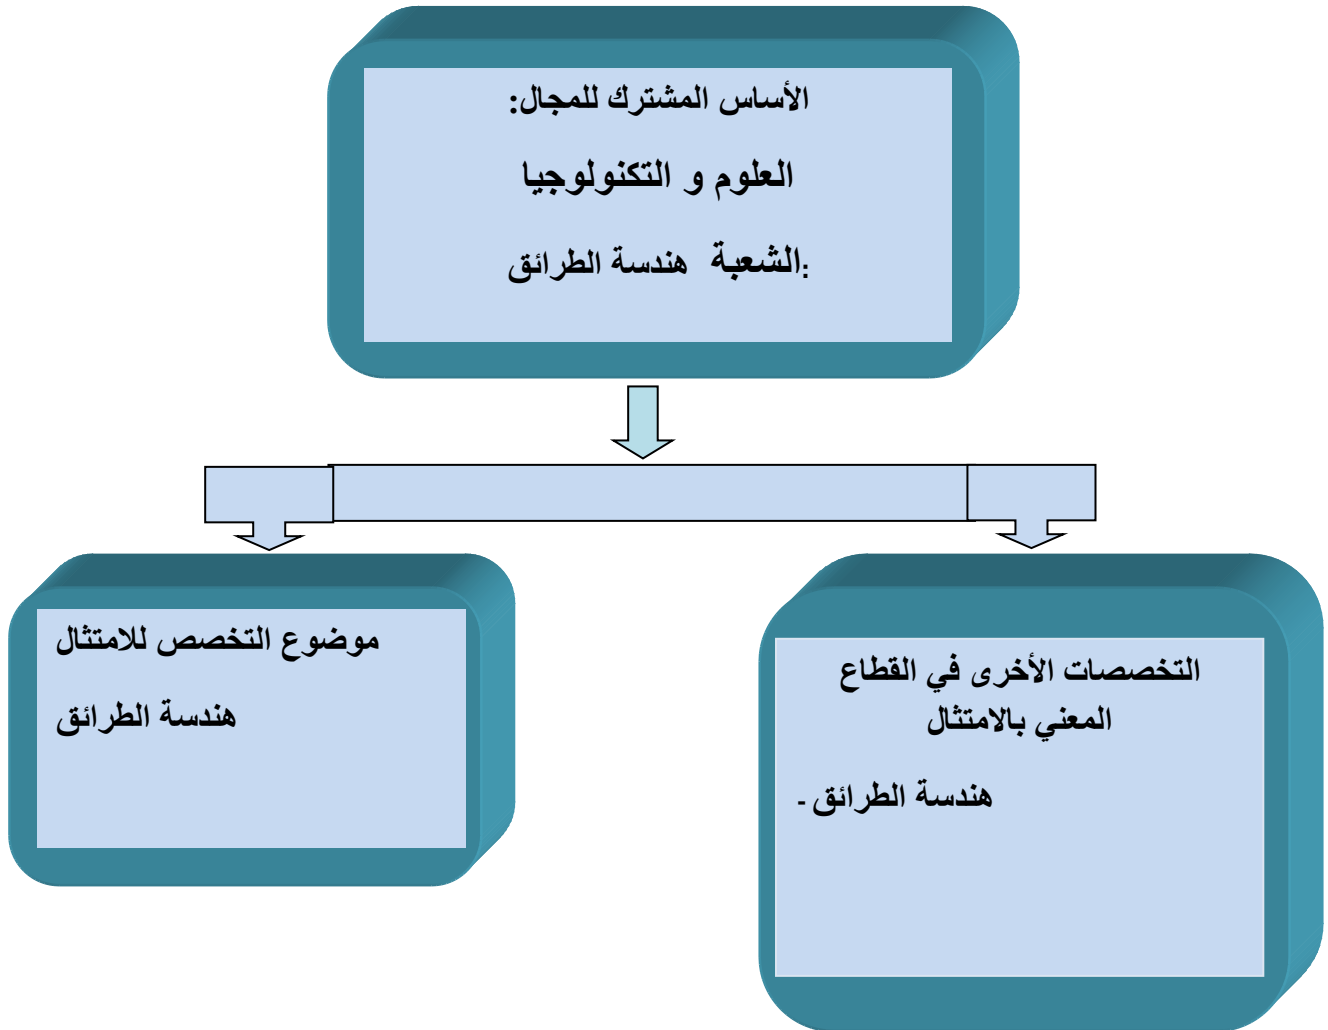 الأساس المشترك للمجال:
العلوم و التكنولوجيا
:الشعبة هندسة الطرائق
التخصصات الأخرى في القطاع
المعني بالامتثال
هندسة الطرائق -
موضوع التخصص للامتثال
هندسة الطرائق